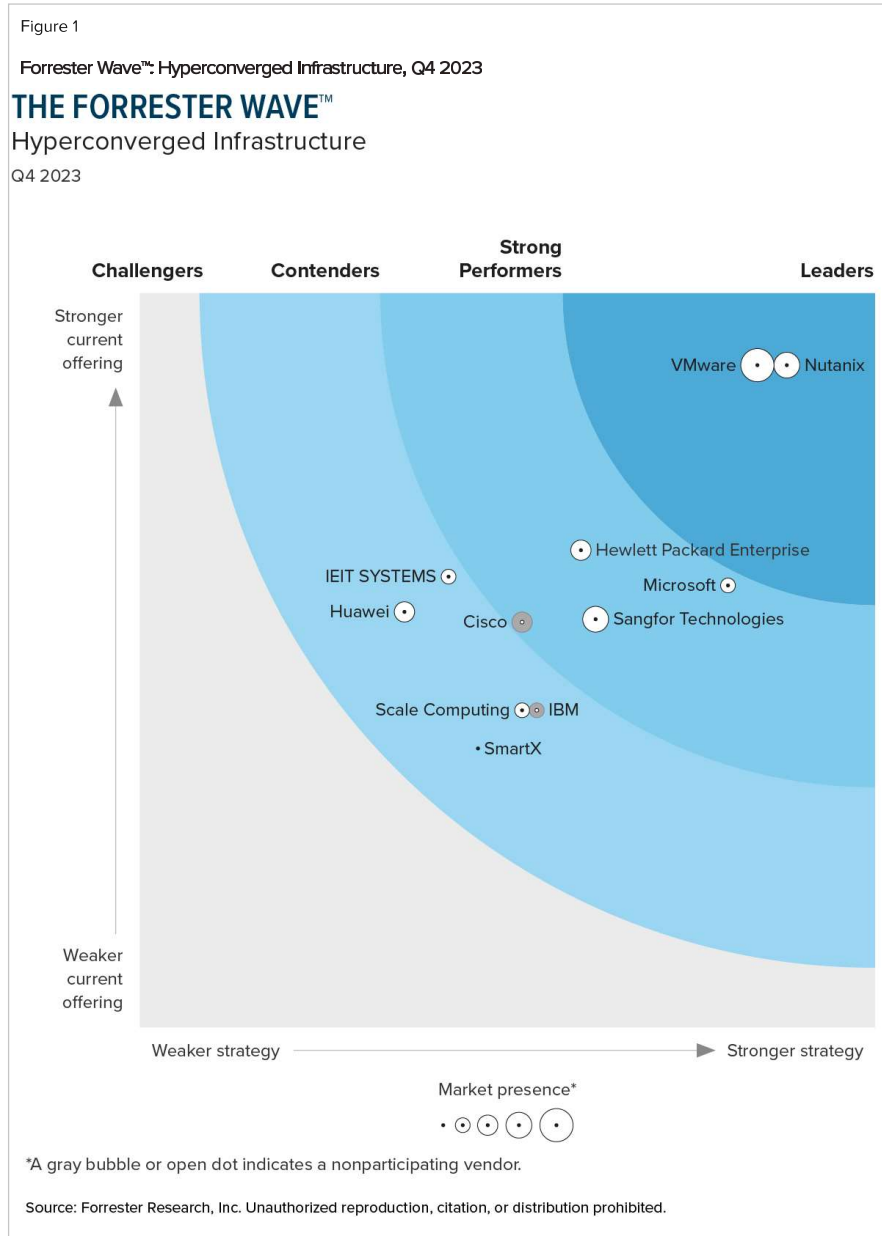 Figure 1
Forrester Wave™: Hyperconverged Infrastructure, Q4 2023
THE FORRESTER WAVE™
Hyperconverged Infrastructure
Q4 2023
Strong
Challengers Contenders Performers Leaders
Stronger
current
offering
VMware Nutanix
Hewlett Packard Enterprise
IEIT SYSTEMS
Microsoft
Huawei
Cisco
Sangfor Technologies
Scale Computing IBM
SmartX
Weaker
current
offering
Weaker strategy Stronger strategy
Market presence*
*A gray bubble or open dot indicates a nonparticipating vendor.
Source: Forrester Research, Inc. Unauthorized reproduction, citation, or distribution prohibited.